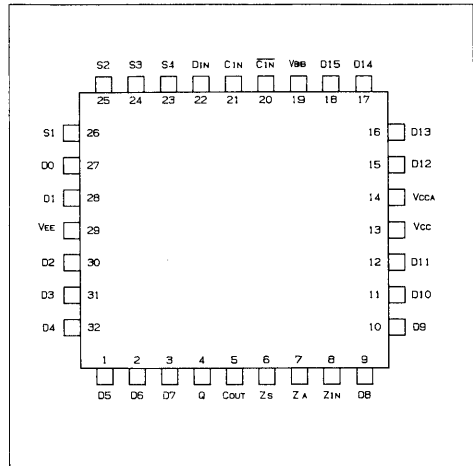 S2 S3 S4 DIN CIN C̅I̅N̅ VBB D15 D14
25 24 23 22 21 20 19 18 17
S1 26 16 D13
D0 27 15 D12
D1 28 14 VCCA
VEE 29 13 VCC
D2 30 12 D11
D3 31 11 D10
D4 32 10 D9
1 2 3 4 5 6 7 8 9
D5 D6 D7 Q COUT ZS ZA ZIN D8